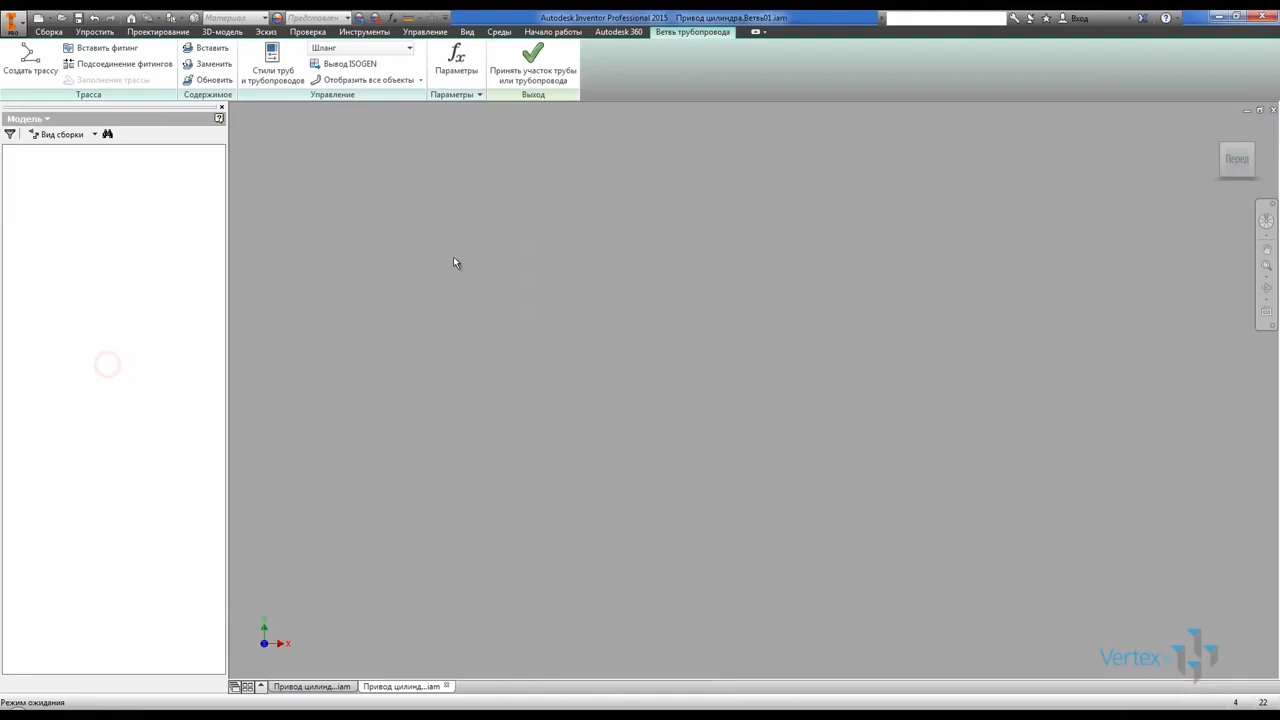 PRO
Материал
Представлен
Autodesk Inventor Professional 2015 Привод цилиндра.Ветвь01.iam
Вход
Сборка Упростить Проектирование 3D-модель Эскиз Проверка Инструменты Управление Вид Среды Начало работы Autodesk 360 Ветвь трубопровода
Создать трассу
Вставить фитинг
Подсоединение фитингов
Заполнение трассы
Трасса
Вставить
Заменить
Обновить
Содержимое
Стили труб
и трубопроводов
Шланг
Вывод ISOGEN
Отобразить все объекты
Управление
Параметры
Параметры
Принять участок трубы
или трубопровода
Выход
Модель
Вид сборки
Перед
X
Vertex
Привод цилинд...iam Привод цилинд...iam
Режим ожидания 4 22